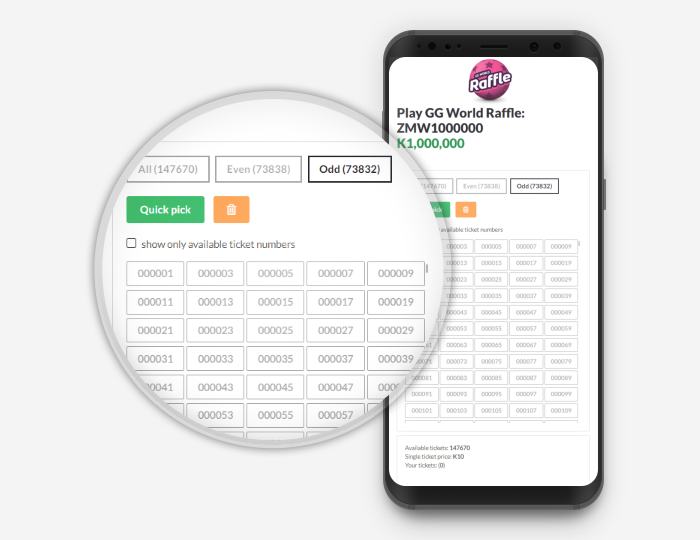 GG WORLD
Raffle
Play GG World Raffle:
ZMW1000000
K1,000,000
All (147670) Even (73838) Odd (73832)
Quick pick
show only available ticket numbers
000001 000003 000005 000007 000009
000011 000013 000015 000017 000019
000021 000023 000025 000027 000029
000031 000033 000035 000037 000039
000041 000043 000045 000047
000053 000055 000057
Even (73838) Odd (73832)
available ticket numbers
000003 000005 000007 000009
000013 000015 000017 000019
000023 000025 000027 000029
000033 000035 000037 000039
000043 000045 000047 000049
000053 000055 000057 000059
000063 000065 000067 000069
000073 000075 000077 000079
000081 000083 000085 000087 000089
000091 000093 000095 000097 000099
000101 000103 000105 000107 000109
Available tickets: 147670
Single ticket price: K10
Your tickets: (0)